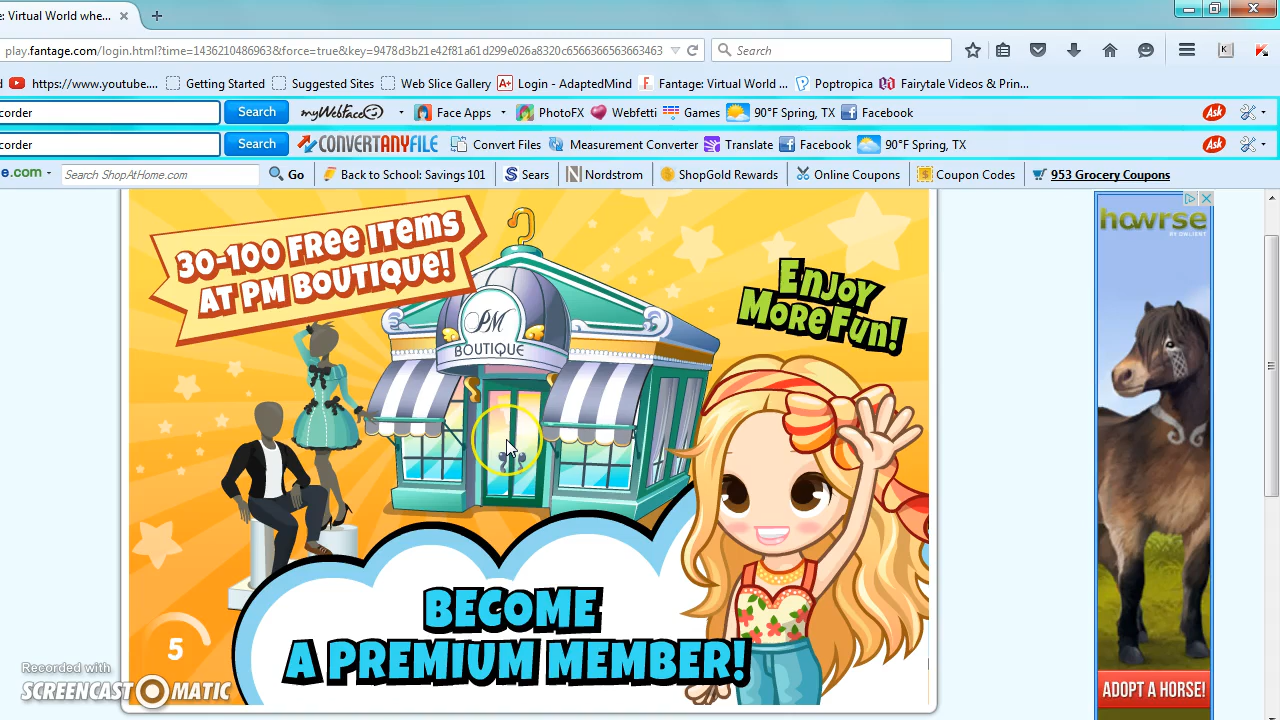 : Virtual World whe...
play.fantage.com/login.html?time=1436210486963&force=true&key=9478d3b21e42f81a61d299e026a8320c6566366563663463
Search
https://www.youtube.... Getting Started Suggested Sites Web Slice Gallery Login - AdaptedMind Fantage: Virtual World ... Poptropica Fairytale Videos & Prin...
corder Search myWebFace Face Apps PhotoFX Webfetti Games 90°F Spring, TX Facebook Ask
corder Search CONVERTANYFILE Convert Files Measurement Converter Translate Facebook 90°F Spring, TX Ask
e.com Search ShopAtHome.com Go Back to School: Savings 101 Sears Nordstrom ShopGold Rewards Online Coupons Coupon Codes 953 Grocery Coupons
30-100 FREE ITEMS
AT PM BOUTIQUE!
PM
BOUTIQUE
ENJOY
MORE FUN!
BECOME
A PREMIUM MEMBER!
5
Recorded with
SCREENCAST O MATIC
howrse
BY OWLIENT
ADOPT A HORSE!